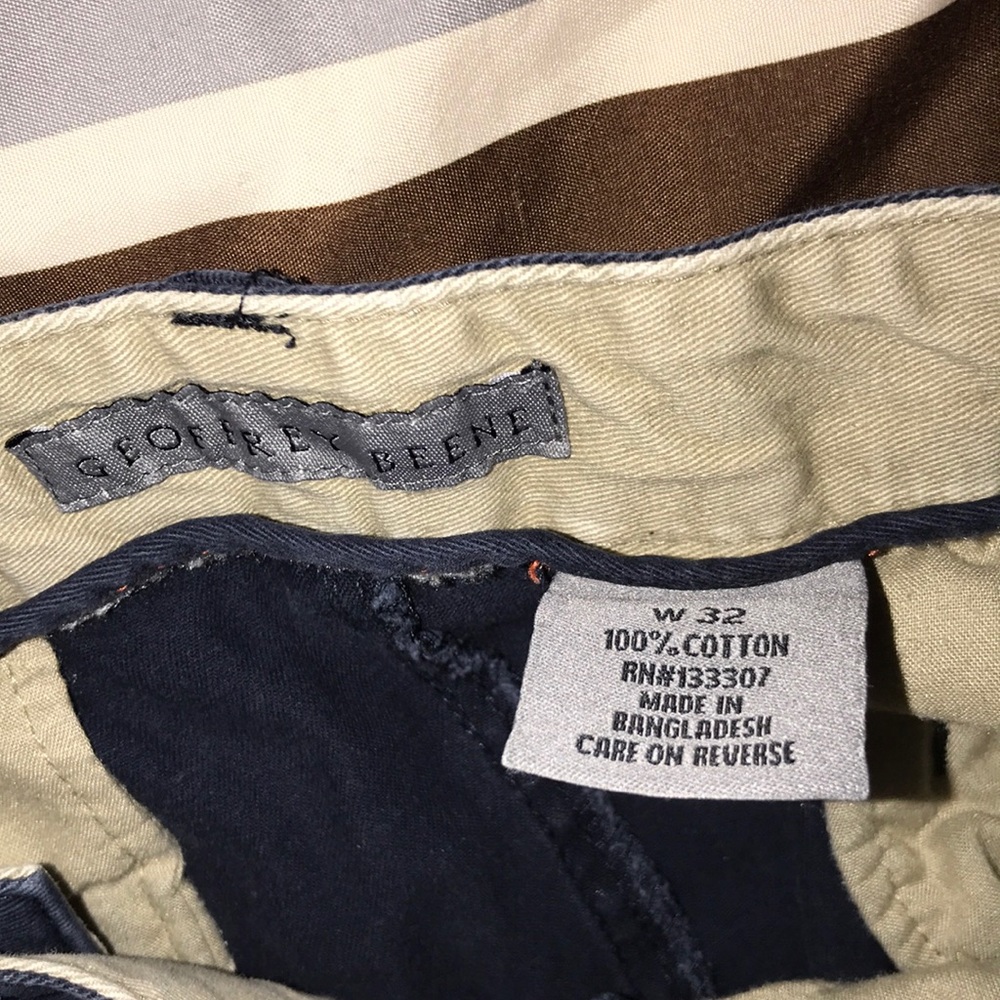 GEOFFREY BEENE
W 32
100% COTTON
RN#133307
MADE IN
BANGLADESH
CARE ON REVERSE